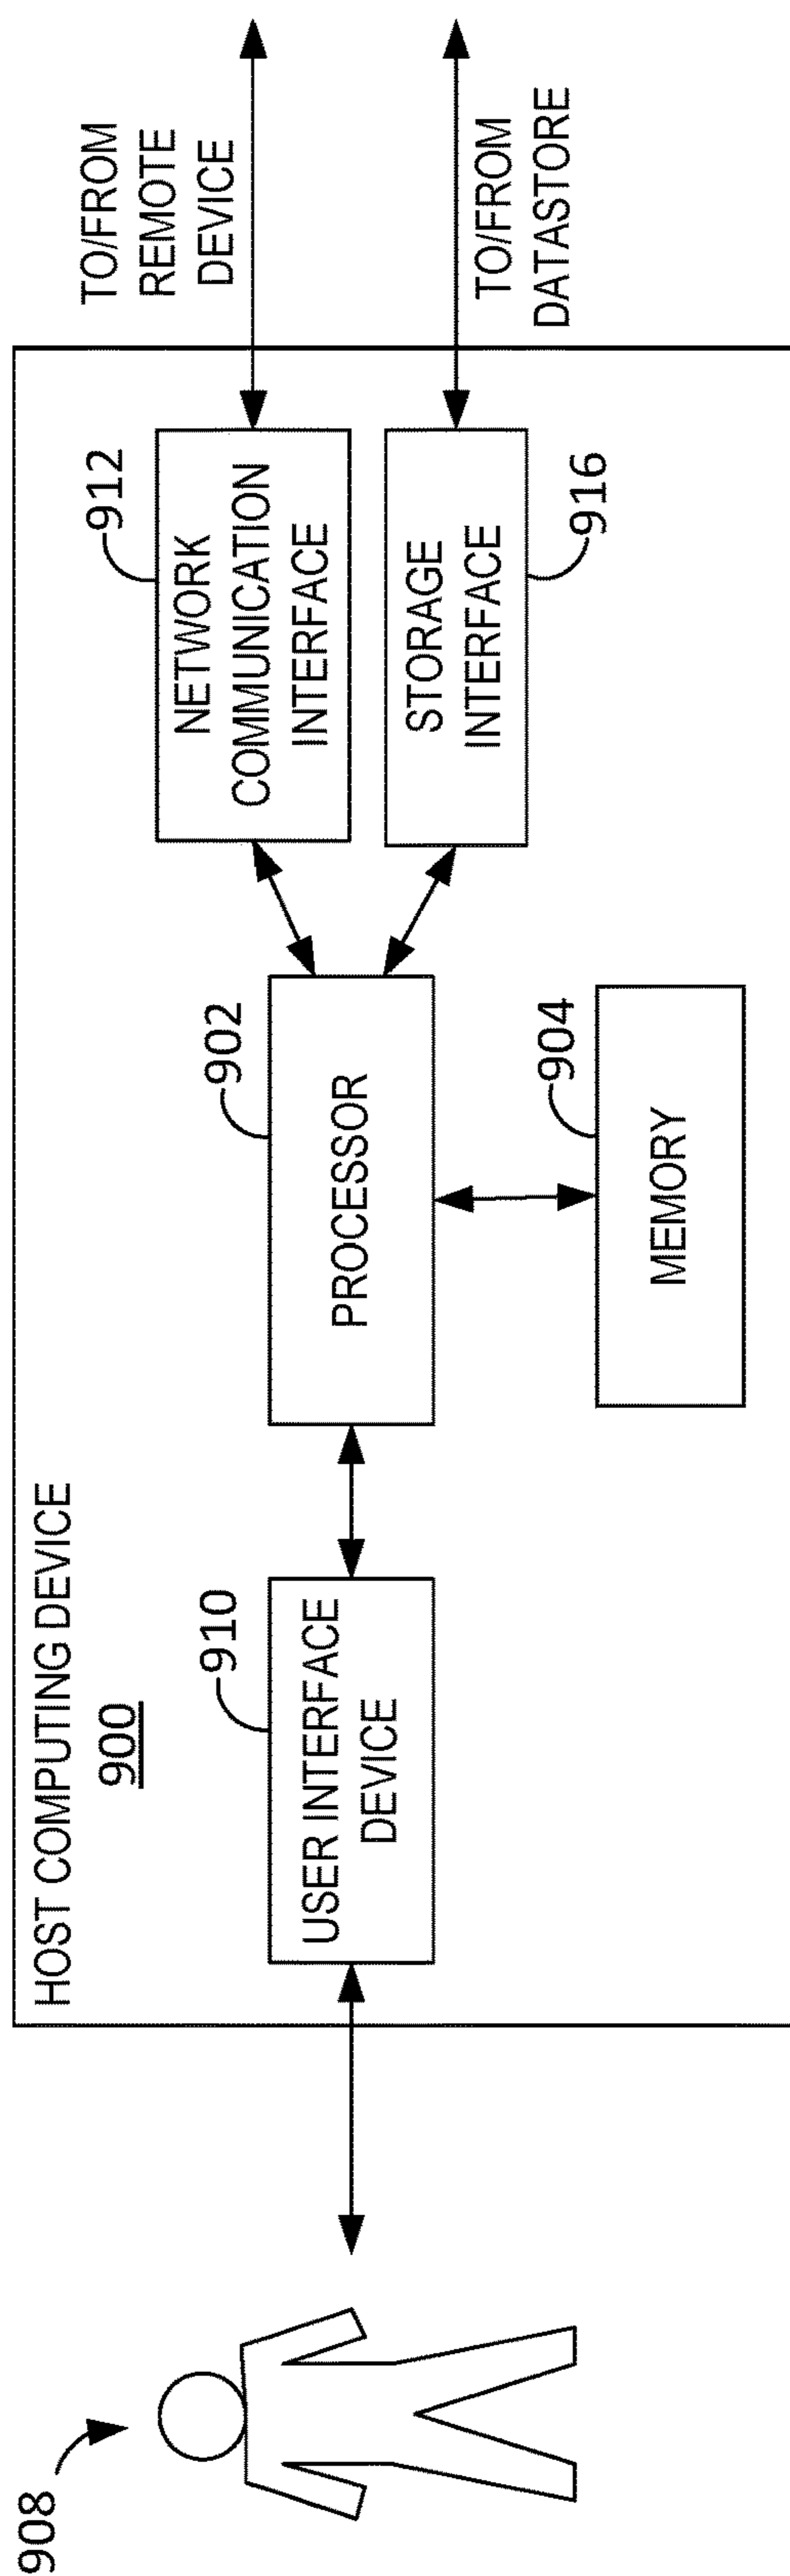 908
HOST COMPUTING DEVICE
900
910
USER INTERFACE
DEVICE
902
PROCESSOR
904
MEMORY
912
NETWORK
COMMUNICATION
INTERFACE
STORAGE
INTERFACE
916
TO/FROM
REMOTE
DEVICE
TO/FROM
DATASTORE